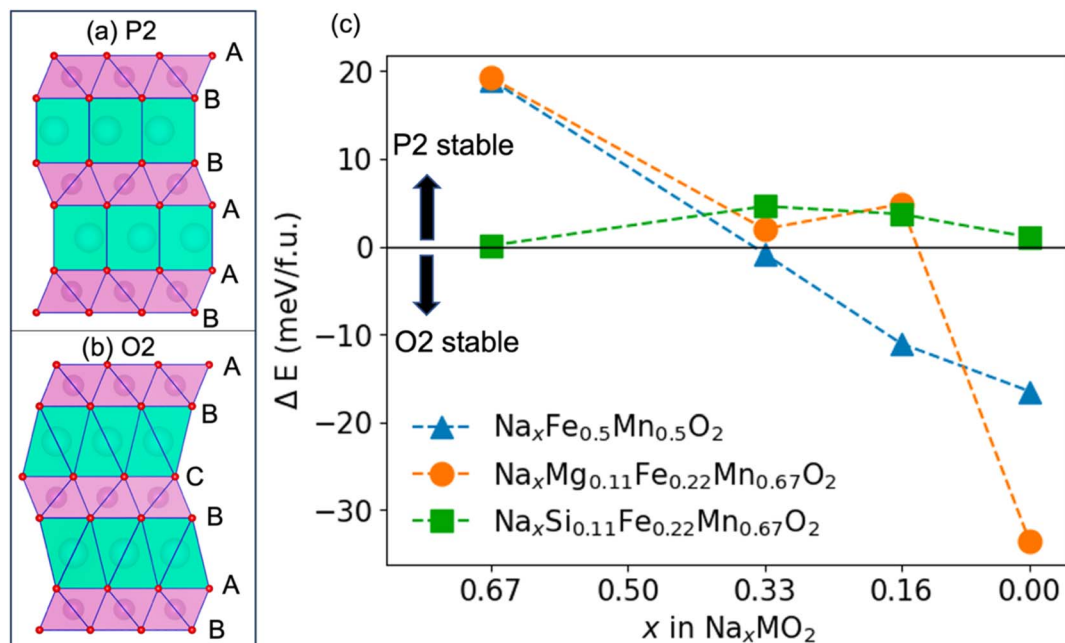 (a) P2
A
B
B
A
A
B
(b) O2
A
B
C
B
A
B
(c)
20
10
0
−10
−20
−30
Δ E (meV/f.u.)
P2 stable
O2 stable
NaₓFe₀.₅Mn₀.₅O₂
NaₓMg₀.₁₁Fe₀.₂₂Mn₀.₆₇O₂
NaₓSi₀.₁₁Fe₀.₂₂Mn₀.₆₇O₂
0.67 0.50 0.33 0.16 0.00
x in NaₓMO₂